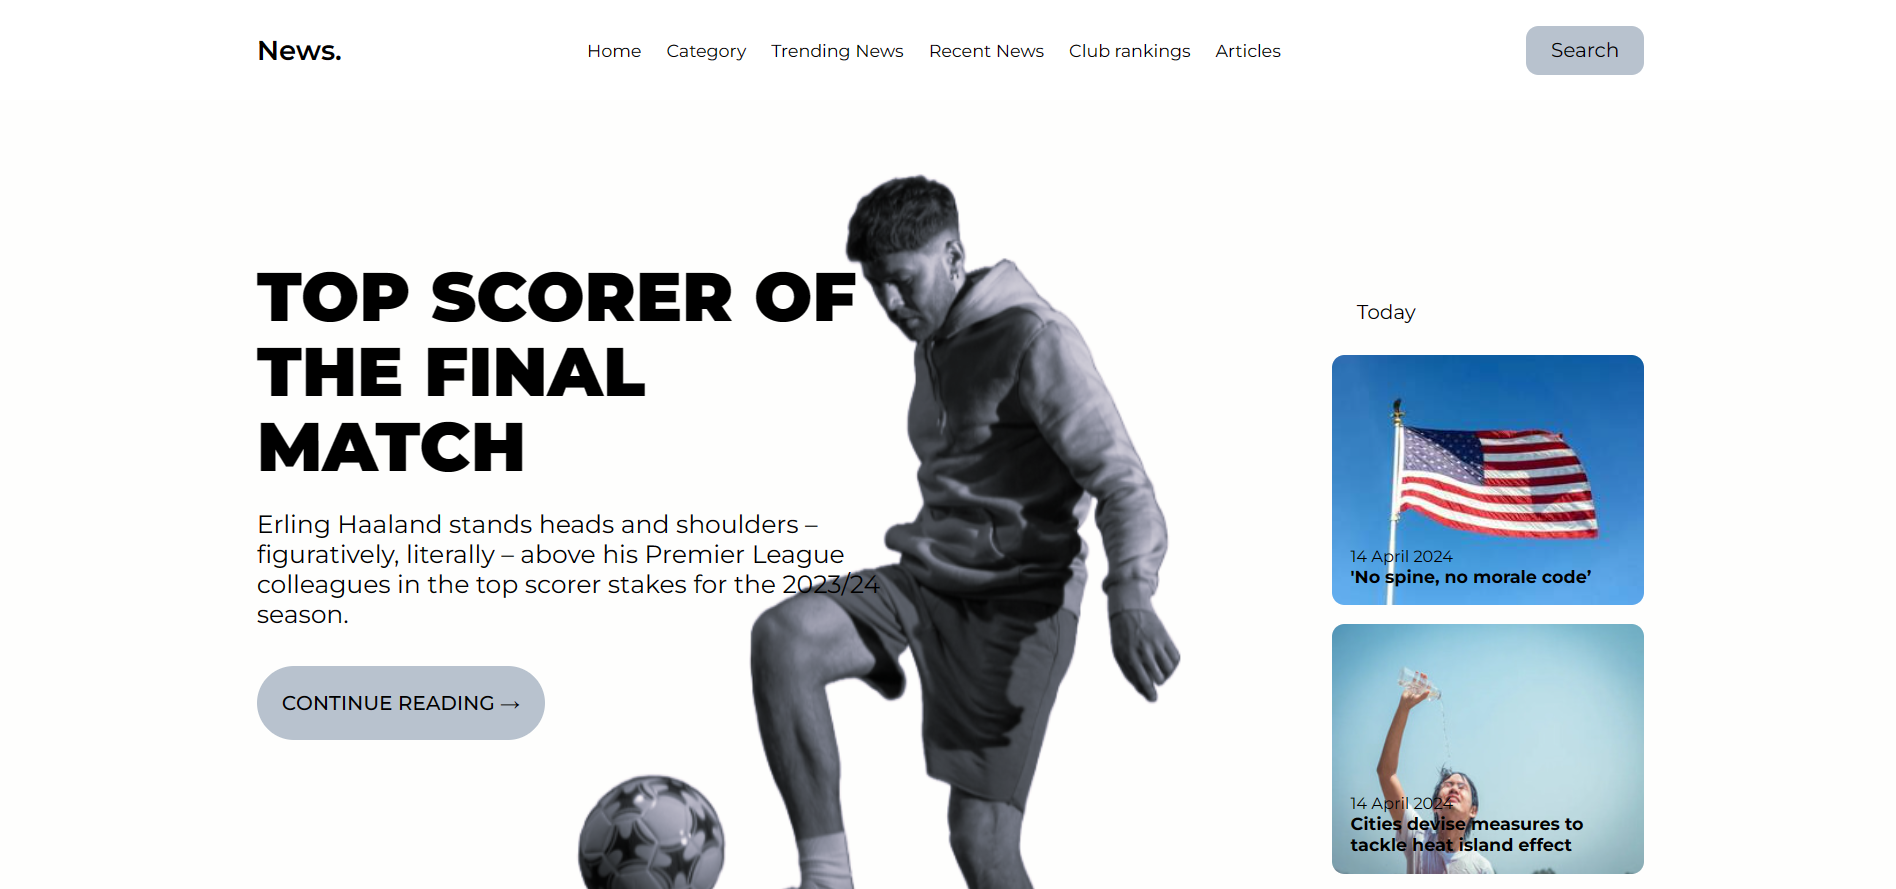 News.
Home Category Trending News Recent News Club rankings Articles
Search
TOP SCORER OF
THE FINAL
MATCH
Erling Haaland stands heads and shoulders –
figuratively, literally – above his Premier League
colleagues in the top scorer stakes for the 2023/24
season.
CONTINUE READING →
Today
14 April 2024
'No spine, no morale code’
14 April 2024
Cities devise measures to
tackle heat island effect